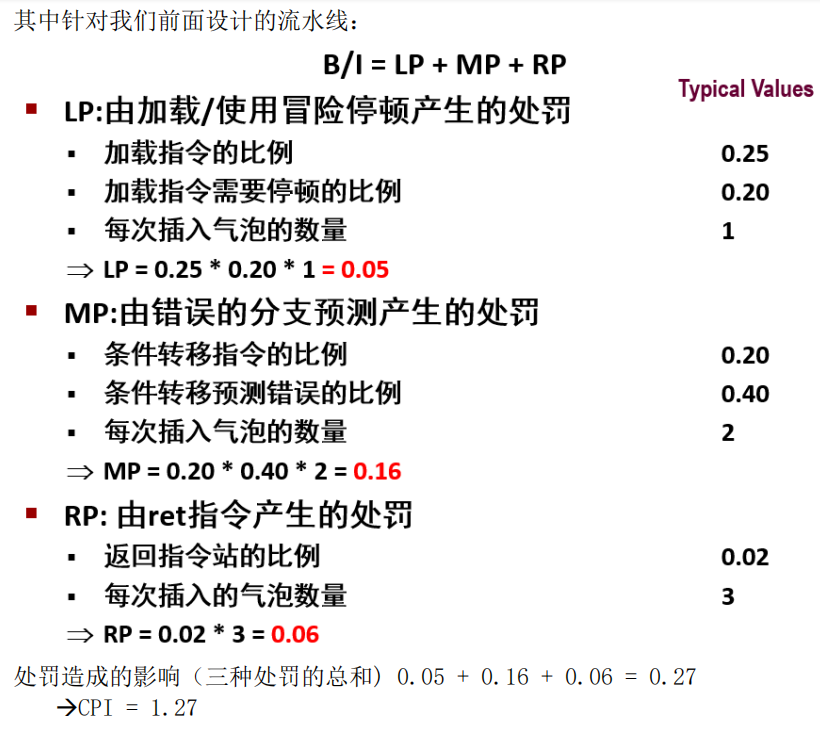 其中针对我们前面设计的流水线：
B/I = LP + MP + RP
Typical Values
▪ LP:由加载/使用冒险停顿产生的处罚
▪ 加载指令的比例 0.25
▪ 加载指令需要停顿的比例 0.20
▪ 每次插入气泡的数量 1
⇒ LP = 0.25 * 0.20 * 1 = 0.05
▪ MP:由错误的分支预测产生的处罚
▪ 条件转移指令的比例 0.20
▪ 条件转移预测错误的比例 0.40
▪ 每次插入气泡的数量 2
⇒ MP = 0.20 * 0.40 * 2 = 0.16
▪ RP: 由ret指令产生的处罚
▪ 返回指令站的比例 0.02
▪ 每次插入的气泡数量 3
⇒ RP = 0.02 * 3 = 0.06
处罚造成的影响（三种处罚的总和) 0.05 + 0.16 + 0.06 = 0.27
→CPI = 1.27